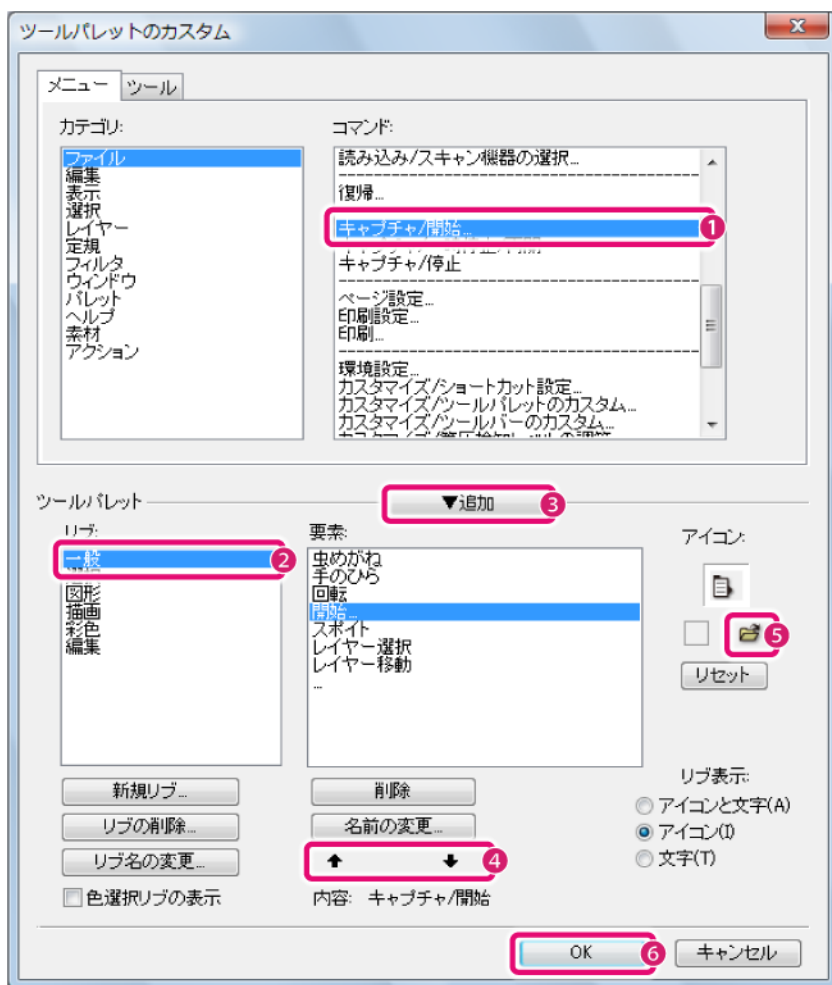 ツールパレットのカスタム
メニュー ツール
カテゴリ:
ファイル
編集
表示
選択
レイヤー
定規
フィルタ
ウィンドウ
パレット
ヘルプ
素材
アクション
コマンド:
読み込み/スキャン機器の選択...
復帰...
キャプチャ/開始... 1
キャプチャ/停止
ページ設定...
印刷設定...
印刷...
環境設定...
カスタマイズ/ショートカット設定...
カスタマイズ/ツールパレットのカスタム...
カスタマイズ/ツールバーのカスタム...
ツールパレット
▼追加 3
リブ:
一般 2
図形
描画
彩色
編集
新規リブ...
リブの削除...
リブ名の変更...
色選択リブの表示
要素:
虫めがね
手のひら
回転
開始...
スポイト
レイヤー選択
レイヤー移動
...
削除
名前の変更...
4
内容: キャプチャ/開始
アイコン:
5
リセット
リブ表示:
アイコンと文字(A)
アイコン(I)
文字(T)
OK 6
キャンセル